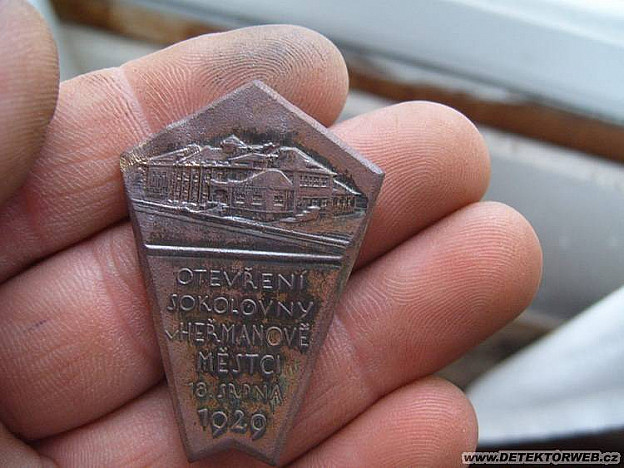 OTEVŘENÍ
SOKOLOVNY
V HEŘMANOVĚ
MĚSTCI
18. SRPNA
1929
WWW.DETEKTORWEB.CZ